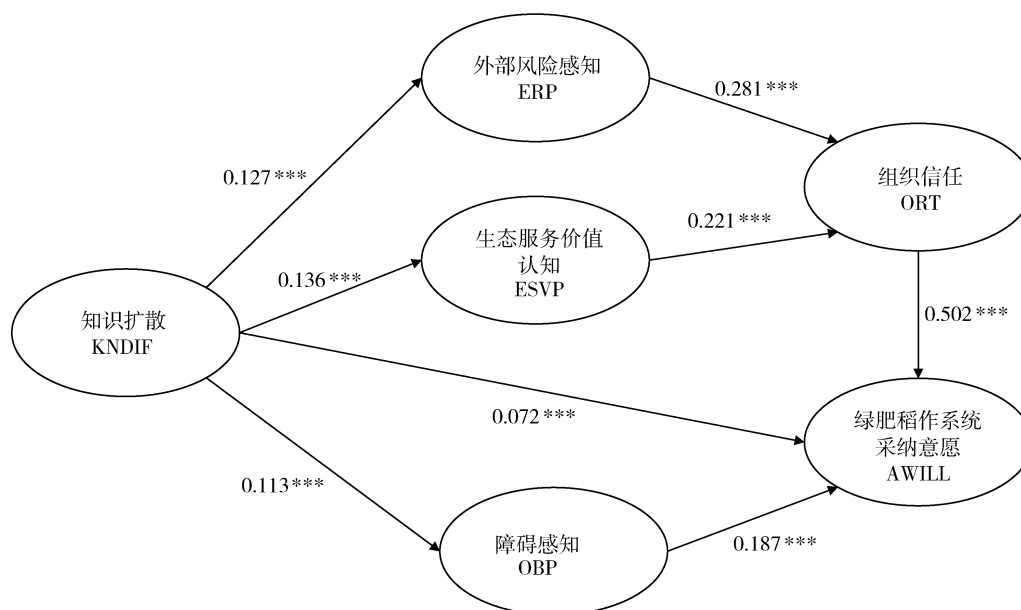 外部风险感知
ERP
0.281***
0.127***
组织信任
ORT
生态服务价值
认知
ESVP
0.221***
0.136***
知识扩散
KNDIF
0.502***
0.072***
绿肥稻作系统
采纳意愿
AWILL
0.113***
障碍感知
OBP
0.187***